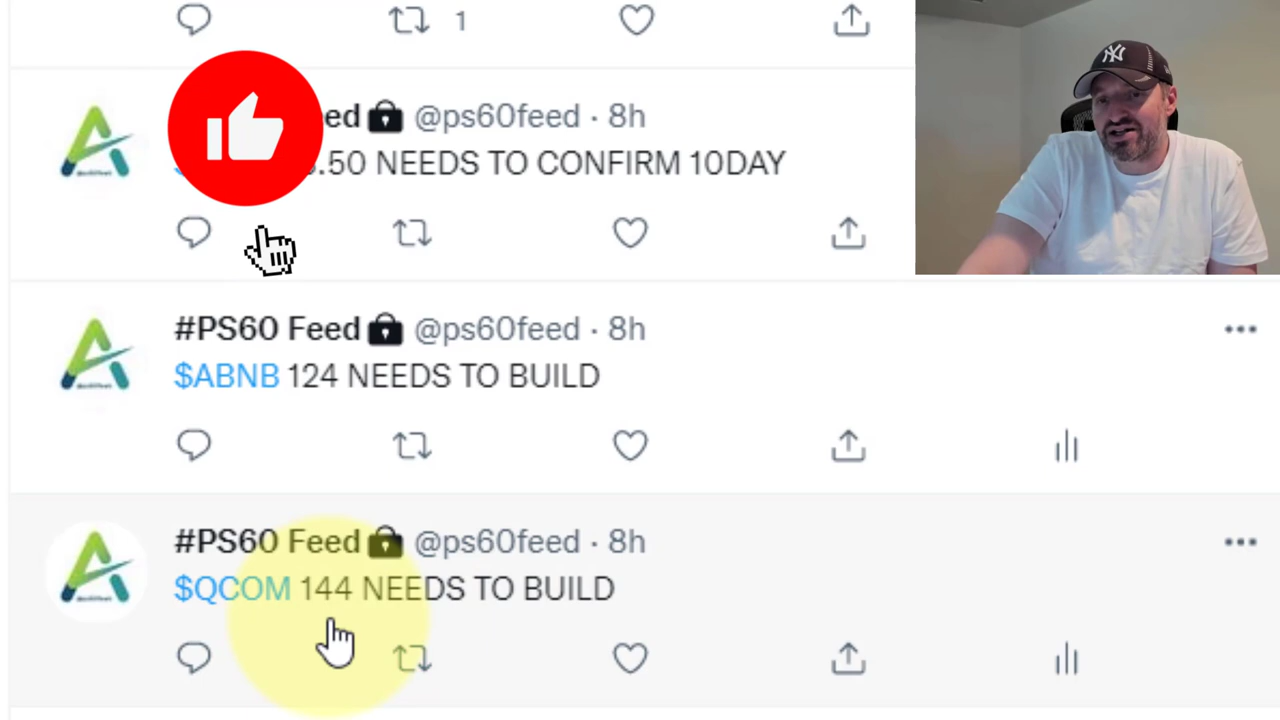 1
ed 🔒 @ps60feed · 8h
.50 NEEDS TO CONFIRM 10DAY
#PS60 Feed 🔒 @ps60feed · 8h
$ABNB 124 NEEDS TO BUILD
#PS60 Feed 🔒 @ps60feed · 8h
$QCOM 144 NEEDS TO BUILD